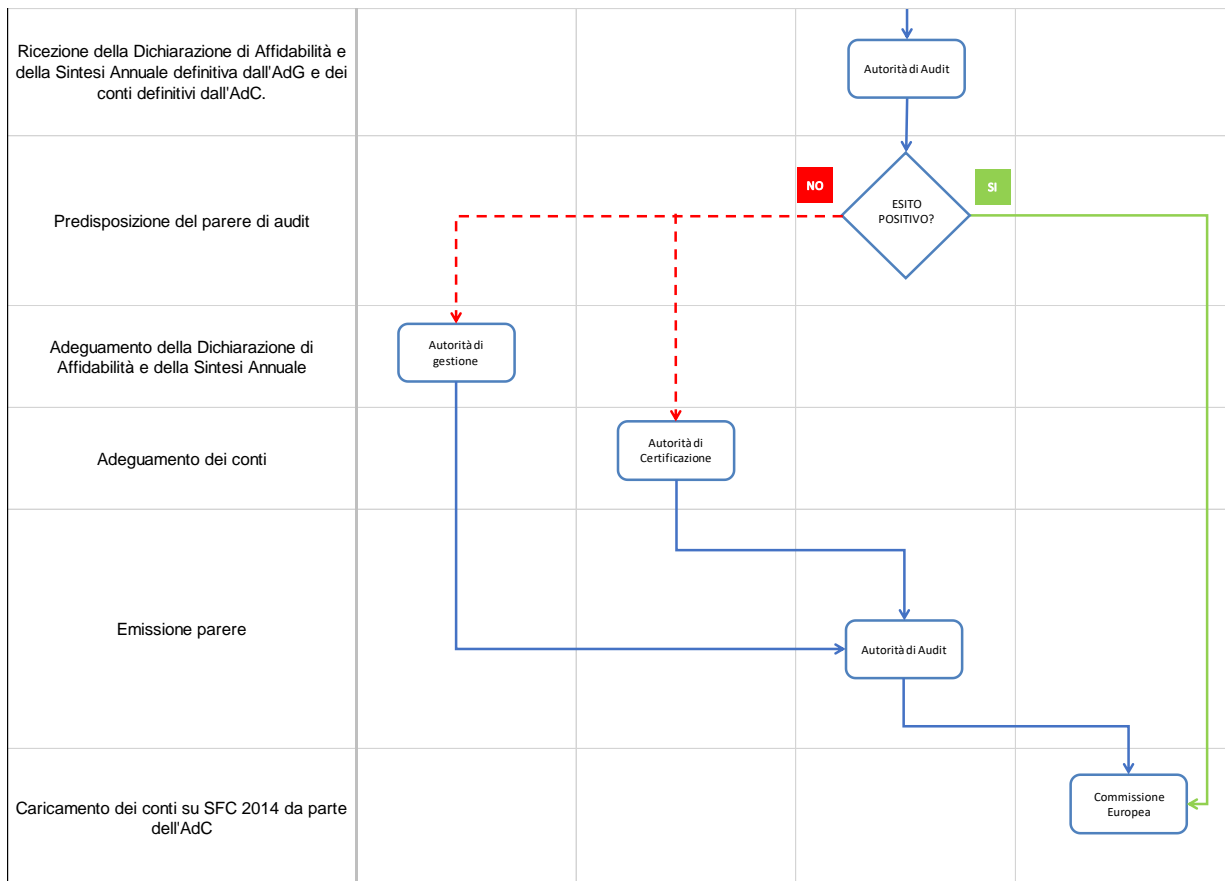 Ricezione della Dichiarazione di Affidabilità e
della Sintesi Annuale definitiva dall'AdG e dei
conti definitivi dall'AdC.
Autorità di Audit
Predisposizione del parere di audit
NO
ESITO
POSITIVO?
SI
Adeguamento della Dichiarazione di
Affidabilità e della Sintesi Annuale
Autorità di
gestione
Adeguamento dei conti
Autorità di
Certificazione
Emissione parere
Autorità di Audit
Caricamento dei conti su SFC 2014 da parte
dell'AdC
Commissione
Europea